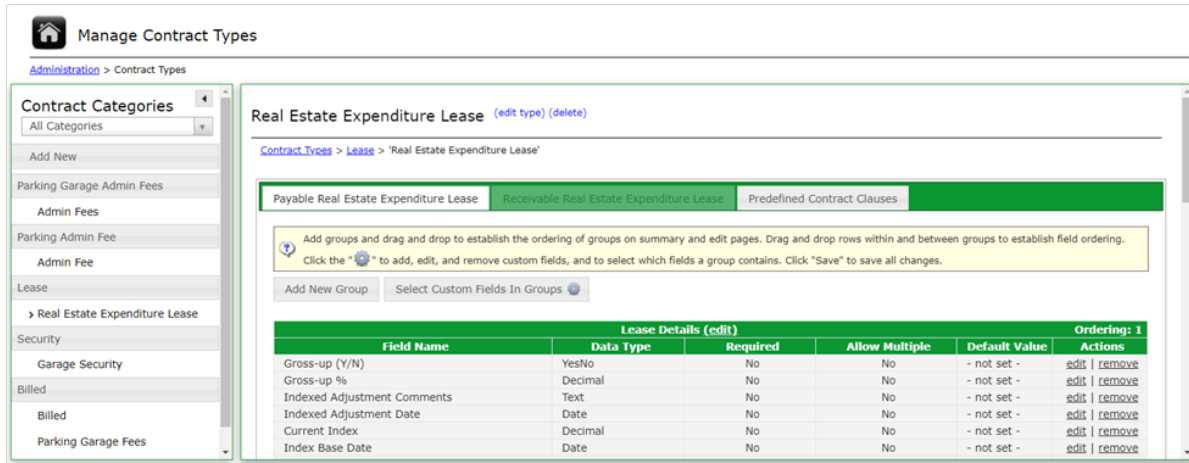 Manage Contract Types
Administration > Contract Types
Contract Categories
All Categories
Add New
Parking Garage Admin Fees
Admin Fees
Parking Admin Fee
Admin Fee
Lease
› Real Estate Expenditure Lease
Security
Garage Security
Billed
Billed
Parking Garage Fees
Real Estate Expenditure Lease (edit type) (delete)
Contract Types > Lease > 'Real Estate Expenditure Lease'
Payable Real Estate Expenditure Lease Receivable Real Estate Expenditure Lease Predefined Contract Clauses
Add groups and drag and drop to establish the ordering of groups on summary and edit pages. Drag and drop rows within and between groups to establish field ordering.
Click the "" to add, edit, and remove custom fields, and to select which fields a group contains. Click "Save" to save all changes.
Add New Group Select Custom Fields In Groups
Lease Details (edit) Ordering: 1
Field Name Data Type Required Allow Multiple Default Value Actions
Gross-up (Y/N) YesNo No No - not set - edit | remove
Gross-up % Decimal No No - not set - edit | remove
Indexed Adjustment Comments Text No No - not set - edit | remove
Indexed Adjustment Date Date No No - not set - edit | remove
Current Index Decimal No No - not set - edit | remove
Index Base Date Date No No - not set - edit | remove